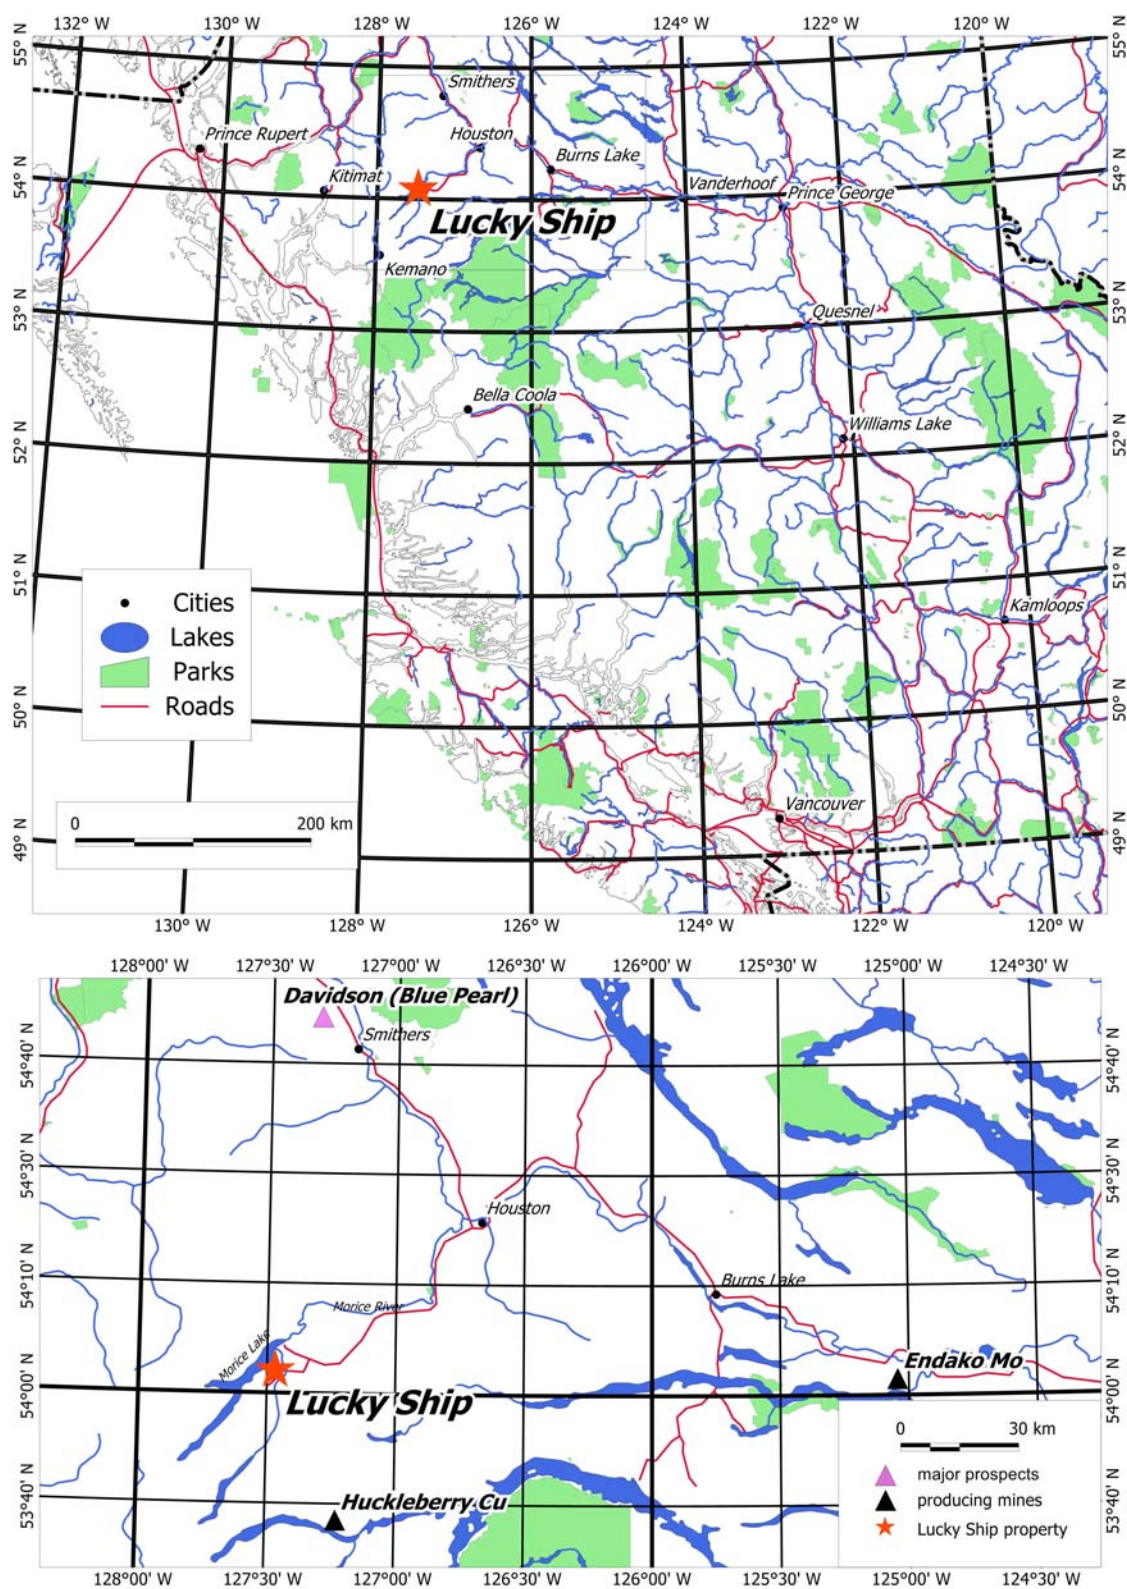 132° W 130° W 128° W 126° W 124° W 122° W 120° W
55° N 55° N
Smithers
Prince Rupert Houston
Burns Lake
54° N Kitimat Vanderhoof Prince George 54° N
Lucky Ship
Kemano
53° N Quesnel 53° N
Bella Coola
Williams Lake
52° N 52° N
51° N 51° N
Cities Kamloops
Lakes
Parks
50° N Roads 50° N
Vancouver
0 200 km
49° N 49° N
130° W 128° W 126° W 124° W 122° W 120° W
128°00' W 127°30' W 127°00' W 126°30' W 126°00' W 125°30' W 125°00' W 124°30' W
Davidson (Blue Pearl)
Smithers
54°40' N 54°40' N
54°30' N 54°30' N
Houston
54°10' N Burns Lake 54°10' N
Morice River
Morice Lake
Endako Mo
54°00' N Lucky Ship 54°00' N
0 30 km
major prospects
53°40' N Huckleberry Cu producing mines 53°40' N
Lucky Ship property
128°00' W 127°30' W 127°00' W 126°30' W 126°00' W 125°30' W 125°00' W 124°30' W